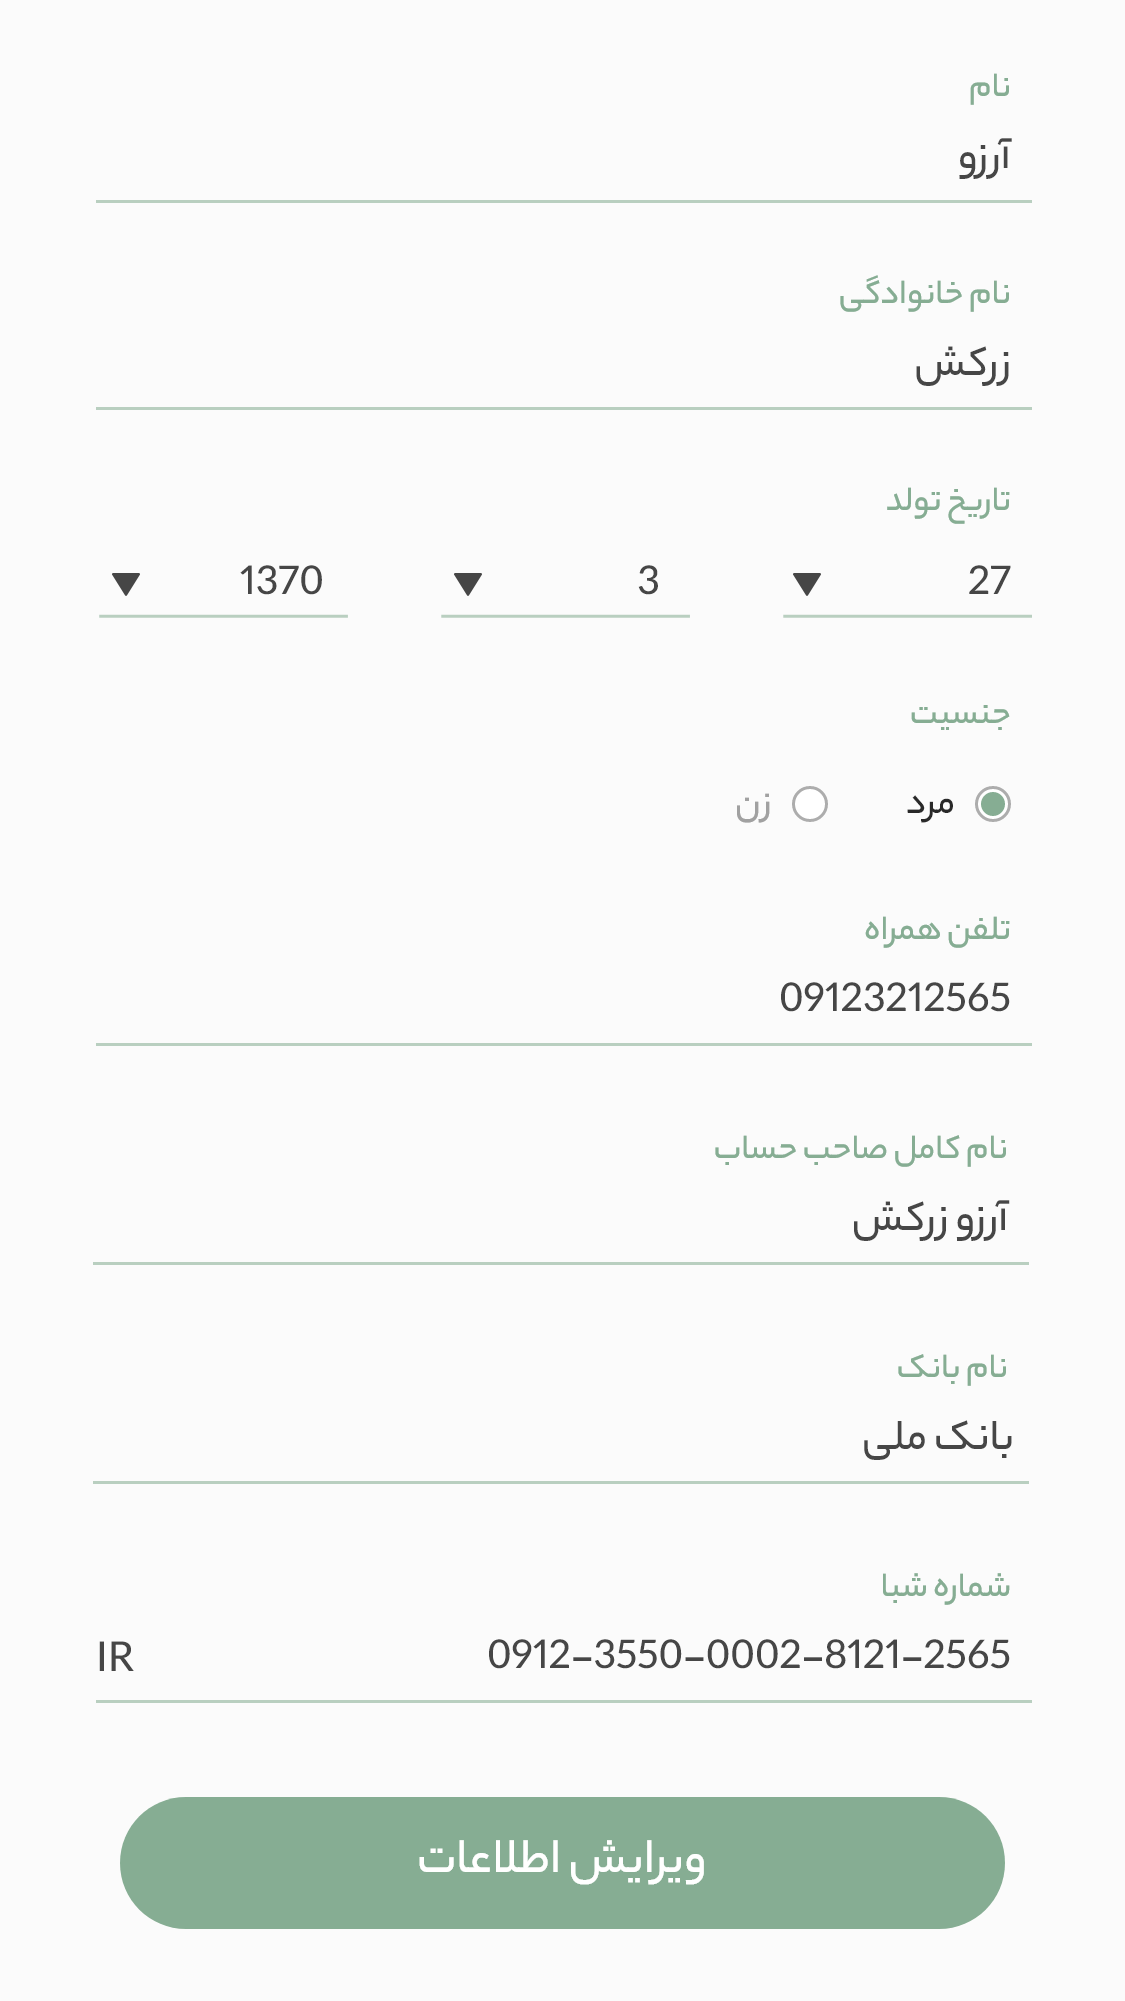 نام
آرزو
نام خانوادگی
زرکش
تاریخ تولد
27 3 1370
جنسیت
مرد زن
تلفن همراه
09123212565
نام کامل صاحب حساب
آرزو زرکش
نام بانک
بانک ملی
شماره شبا
IR 0912-3550-0002-8121-2565
ویرایش اطلاعات